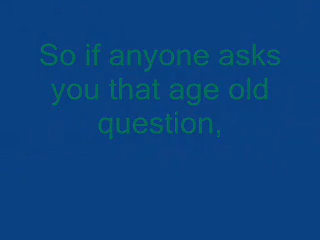 So if anyone asks
you that age old
question,